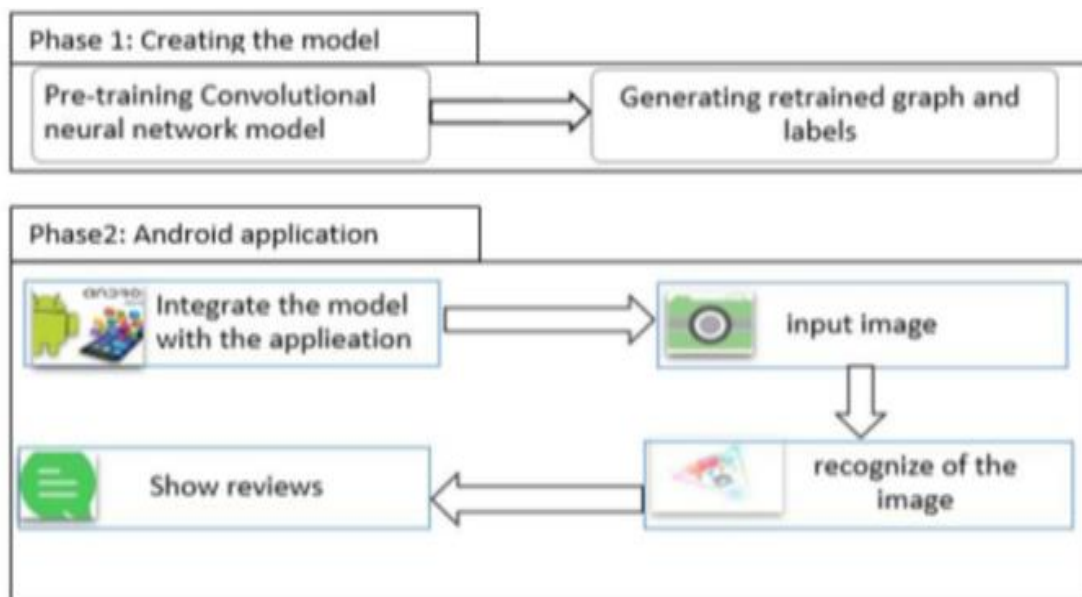 Phase 1: Creating the model
Pre-training Convolutional
neural network model
Generating retrained graph and
labels
Phase2: Android application
ANDROID
Integrate the model
with the applieation
input image
recognize of the
image
Show reviews